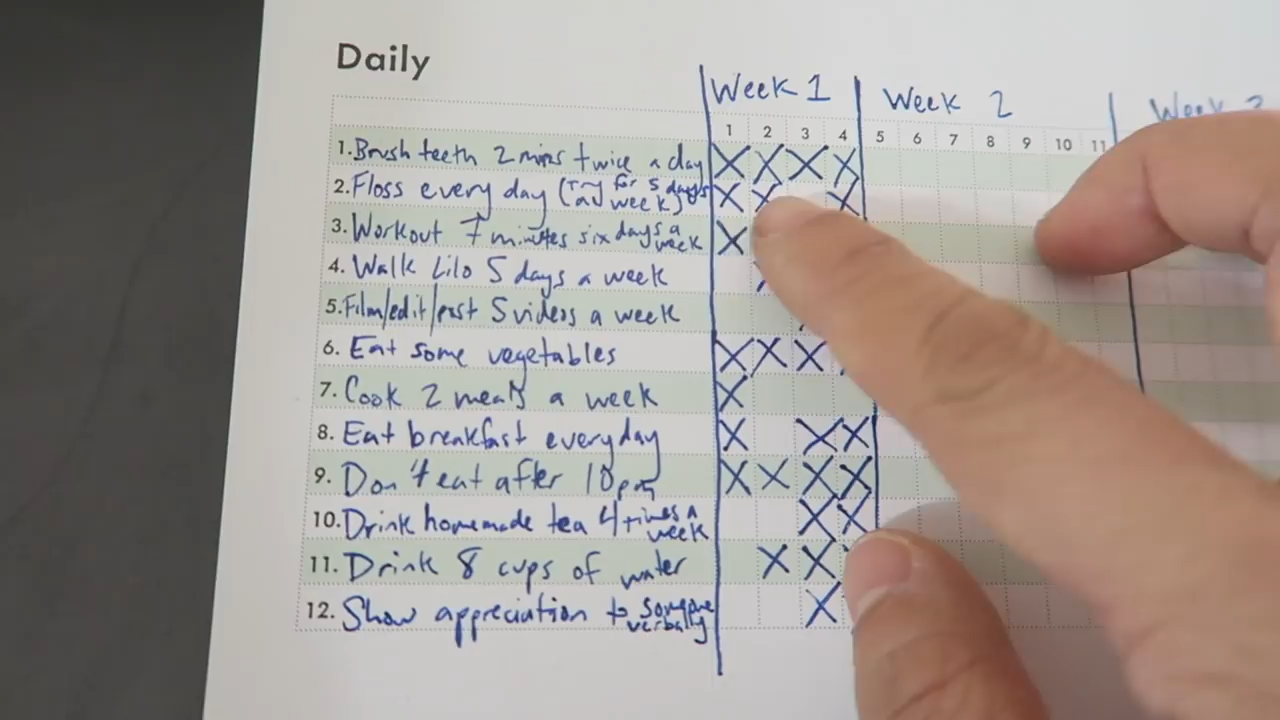 Daily
Week 1 Week 2 Week
1 2 3 4 5 6 7 8 9 10 11
1. Brush teeth 2 mins twice a day X X X X
2. Floss every day (Try for 5 days a week) X X X
3. Workout 7 minutes six days a week X
4. Walk Lilo 5 days a week
5. Film/edit/post 5 videos a week
6. Eat some vegetables X X X
7. Cook 2 meals a week X
8. Eat breakfast everyday X X X
9. Don't eat after 10pm X X X X
10. Drink homemade tea 4 times a week X X
11. Drink 8 cups of water X X
12. Show appreciation to someone verbally X